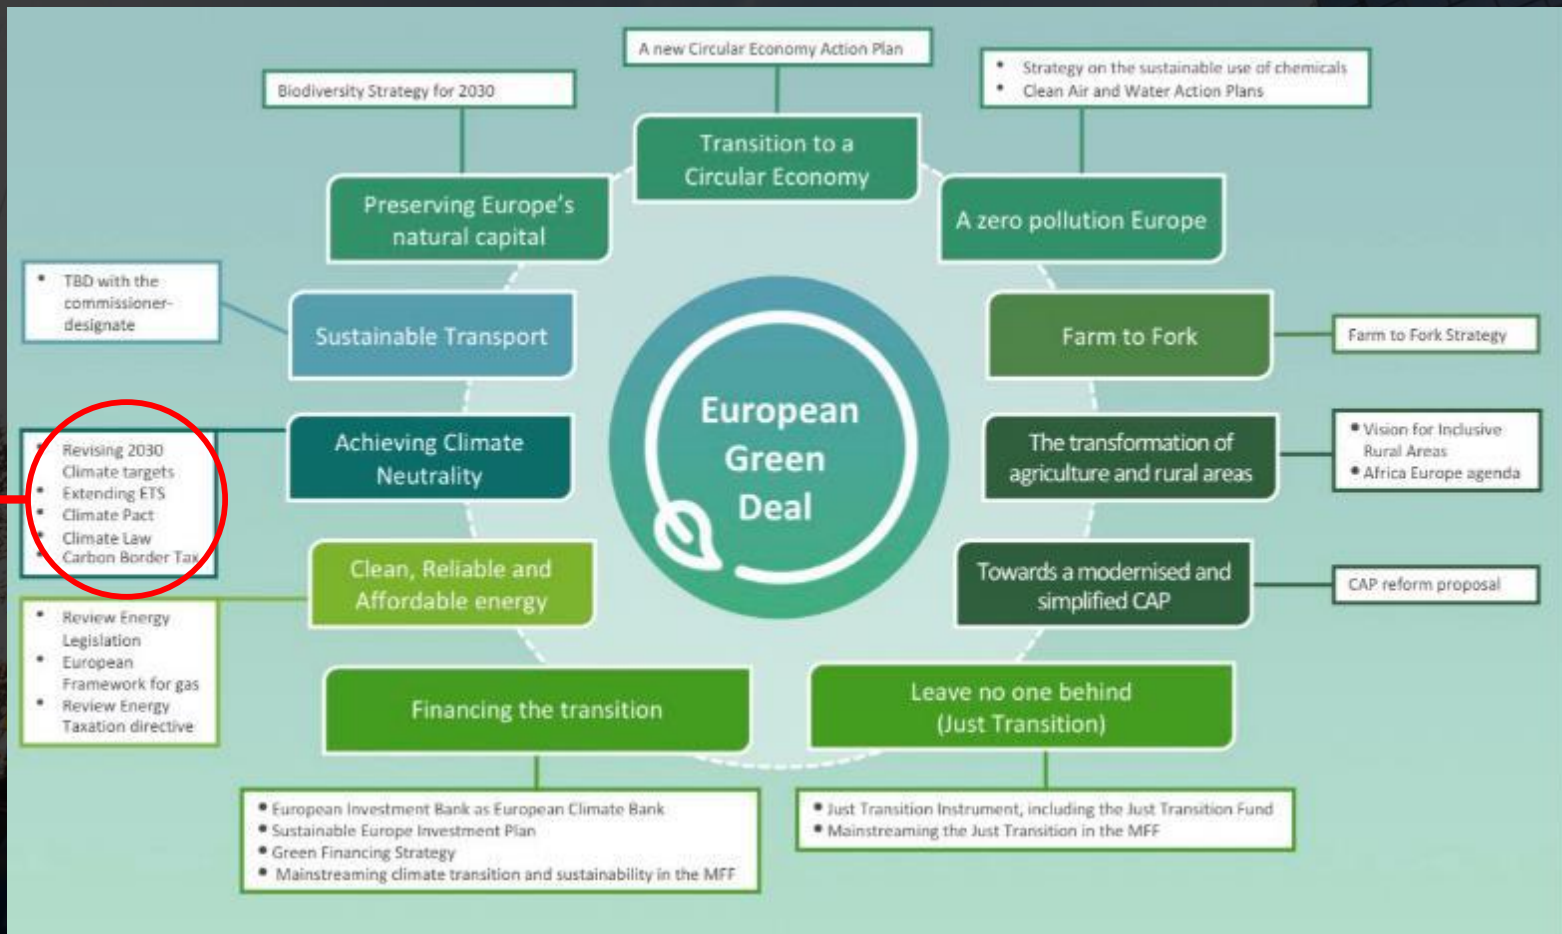 A new Circular Economy Action Plan
Biodiversity Strategy for 2030
• Strategy on the sustainable use of chemicals
• Clean Air and Water Action Plans
Transition to a
Circular Economy
Preserving Europe's
natural capital
A zero pollution Europe
• TBD with the
commissioner-
designate
Sustainable Transport
Farm to Fork
Farm to Fork Strategy
European
Green
Deal
• Revising 2030
Climate targets
• Extending ETS
• Climate Pact
• Climate Law
• Carbon Border Tax
Achieving Climate
Neutrality
The transformation of
agriculture and rural areas
• Vision for Inclusive
Rural Areas
• Africa Europe agenda
Clean, Reliable and
Affordable energy
Towards a modernised and
simplified CAP
CAP reform proposal
• Review Energy
Legislation
• European
Framework for gas
• Review Energy
Taxation directive
Financing the transition
Leave no one behind
(Just Transition)
• European Investment Bank as European Climate Bank
• Sustainable Europe Investment Plan
• Green Financing Strategy
• Mainstreaming climate transition and sustainability in the MFF
• Just Transition Instrument, including the Just Transition Fund
• Mainstreaming the Just Transition in the MFF